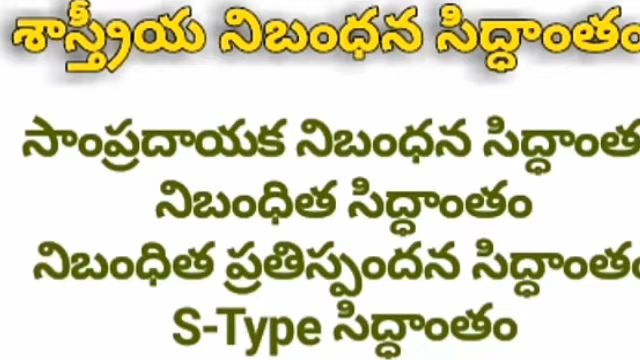 శాస్త్రీయ నిబంధన సిద్ధాంతం
సాంప్రదాయక నిబంధన సిద్ధాంత
నిబంధిత సిద్ధాంతం
నిబంధిత ప్రతిస్పందన సిద్ధాంతం
S-Type సిద్ధాంతం